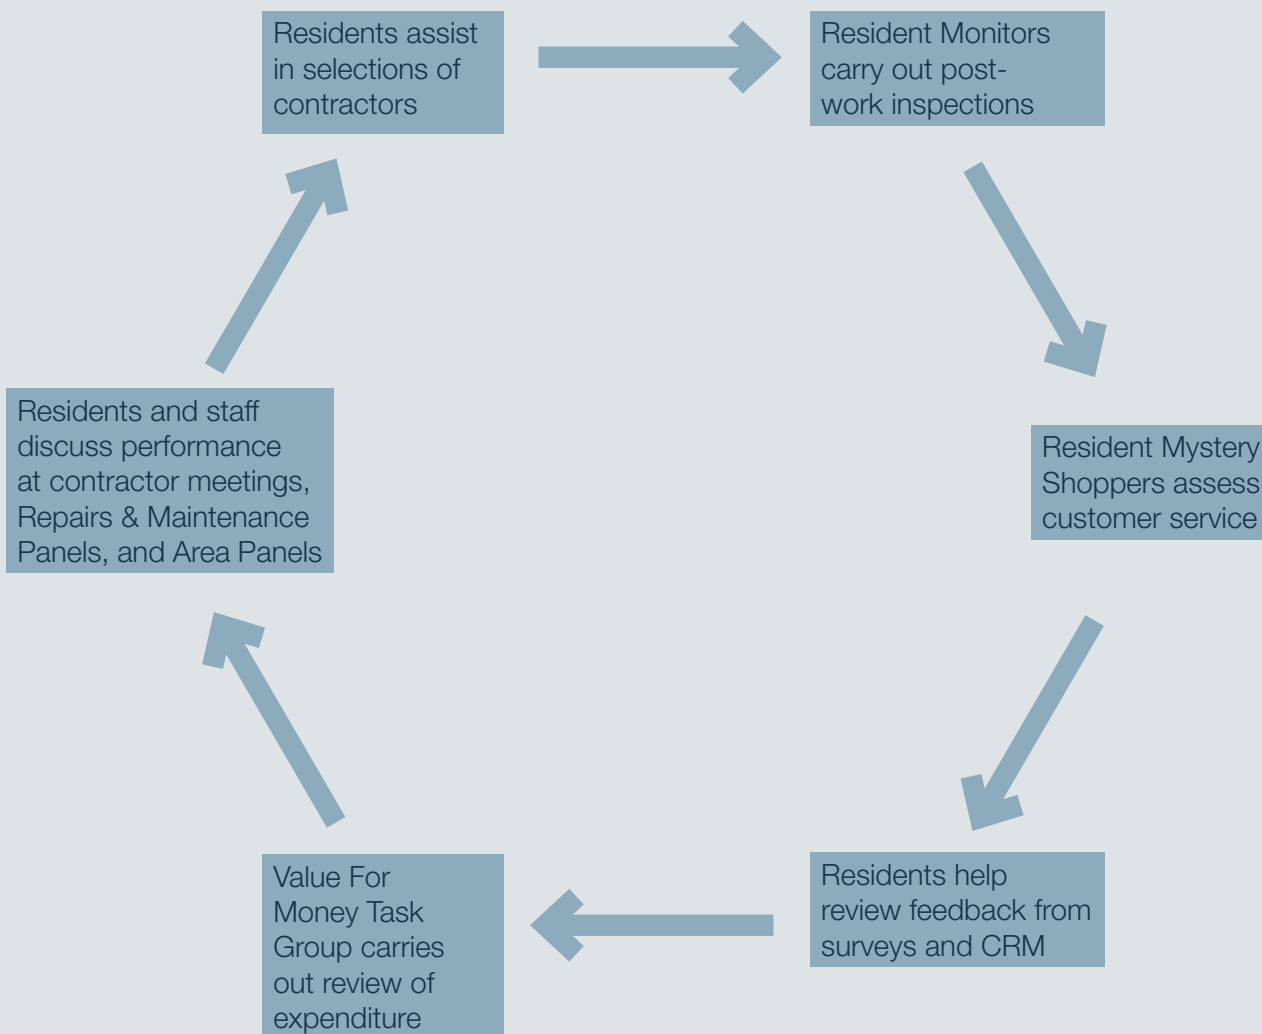 Residents assist
in selections of
contractors
Resident Monitors
carry out post-
work inspections
Resident Mystery
Shoppers assess
customer service
Residents help
review feedback from
surveys and CRM
Value For
Money Task
Group carries
out review of
expenditure
Residents and staff
discuss performance
at contractor meetings,
Repairs & Maintenance
Panels, and Area Panels